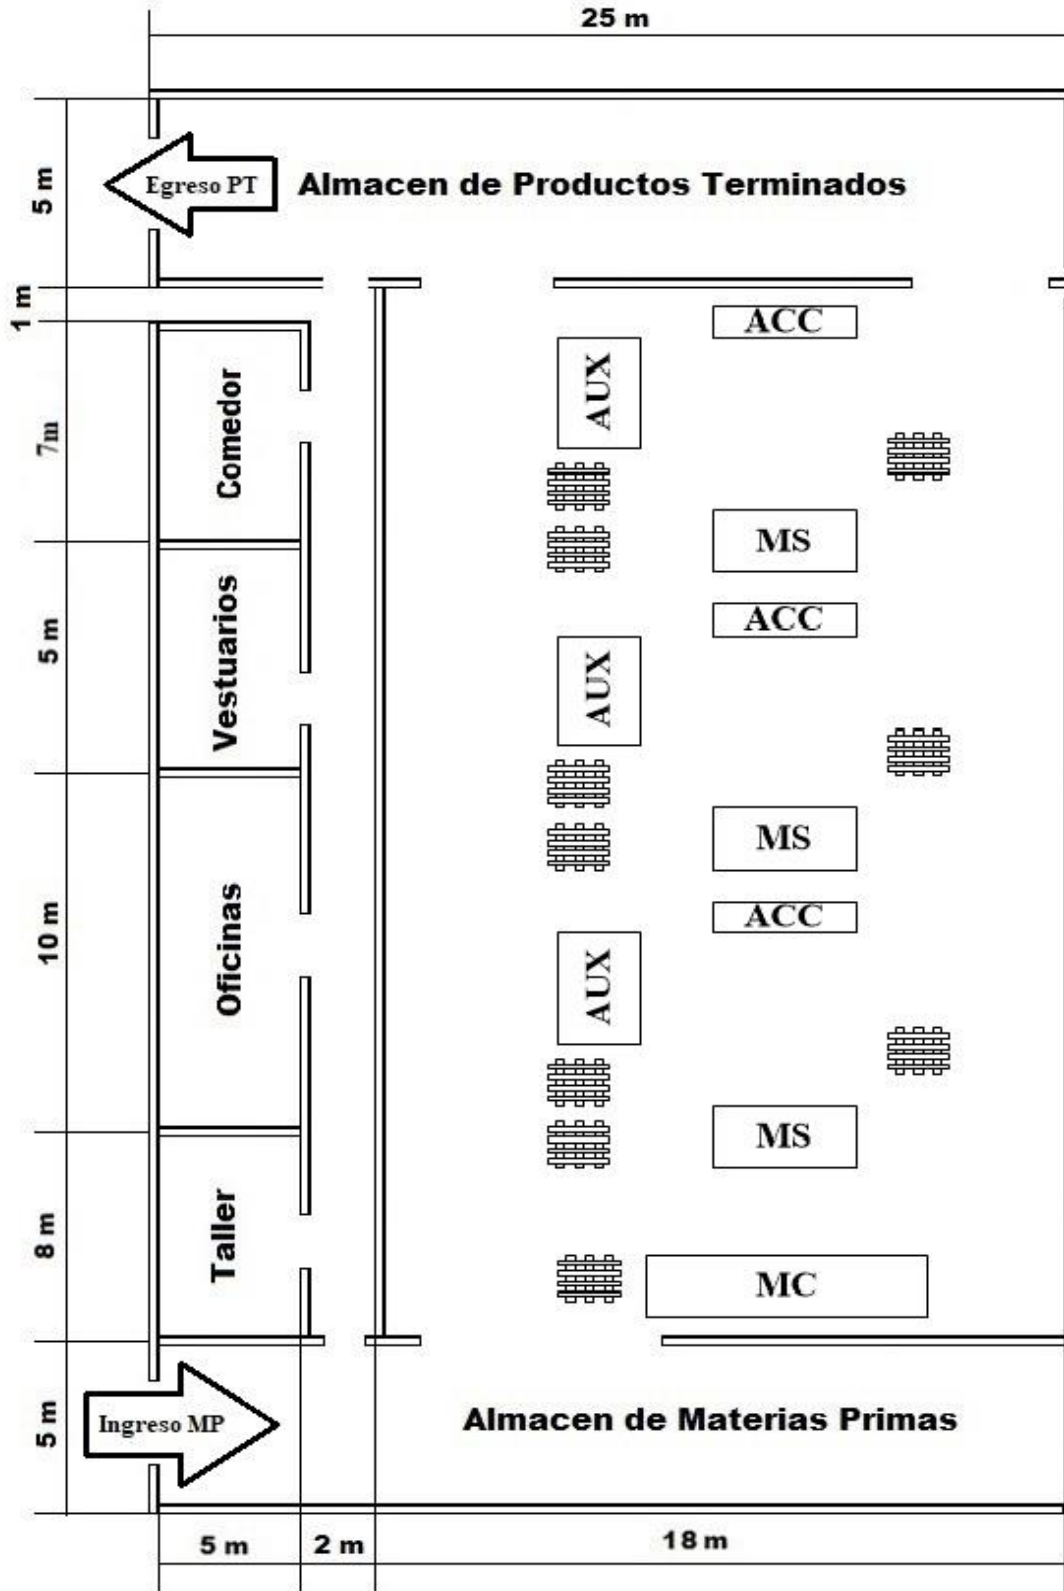 25 m
5 m
Egreso PT
Almacen de Productos Terminados
1 m
ACC
AUX
7m
Comedor
MS
ACC
5 m
Vestuarios
AUX
MS
ACC
10 m
Oficinas
AUX
MS
8 m
Taller
MC
5 m
Ingreso MP
Almacen de Materias Primas
5 m
2 m
18 m